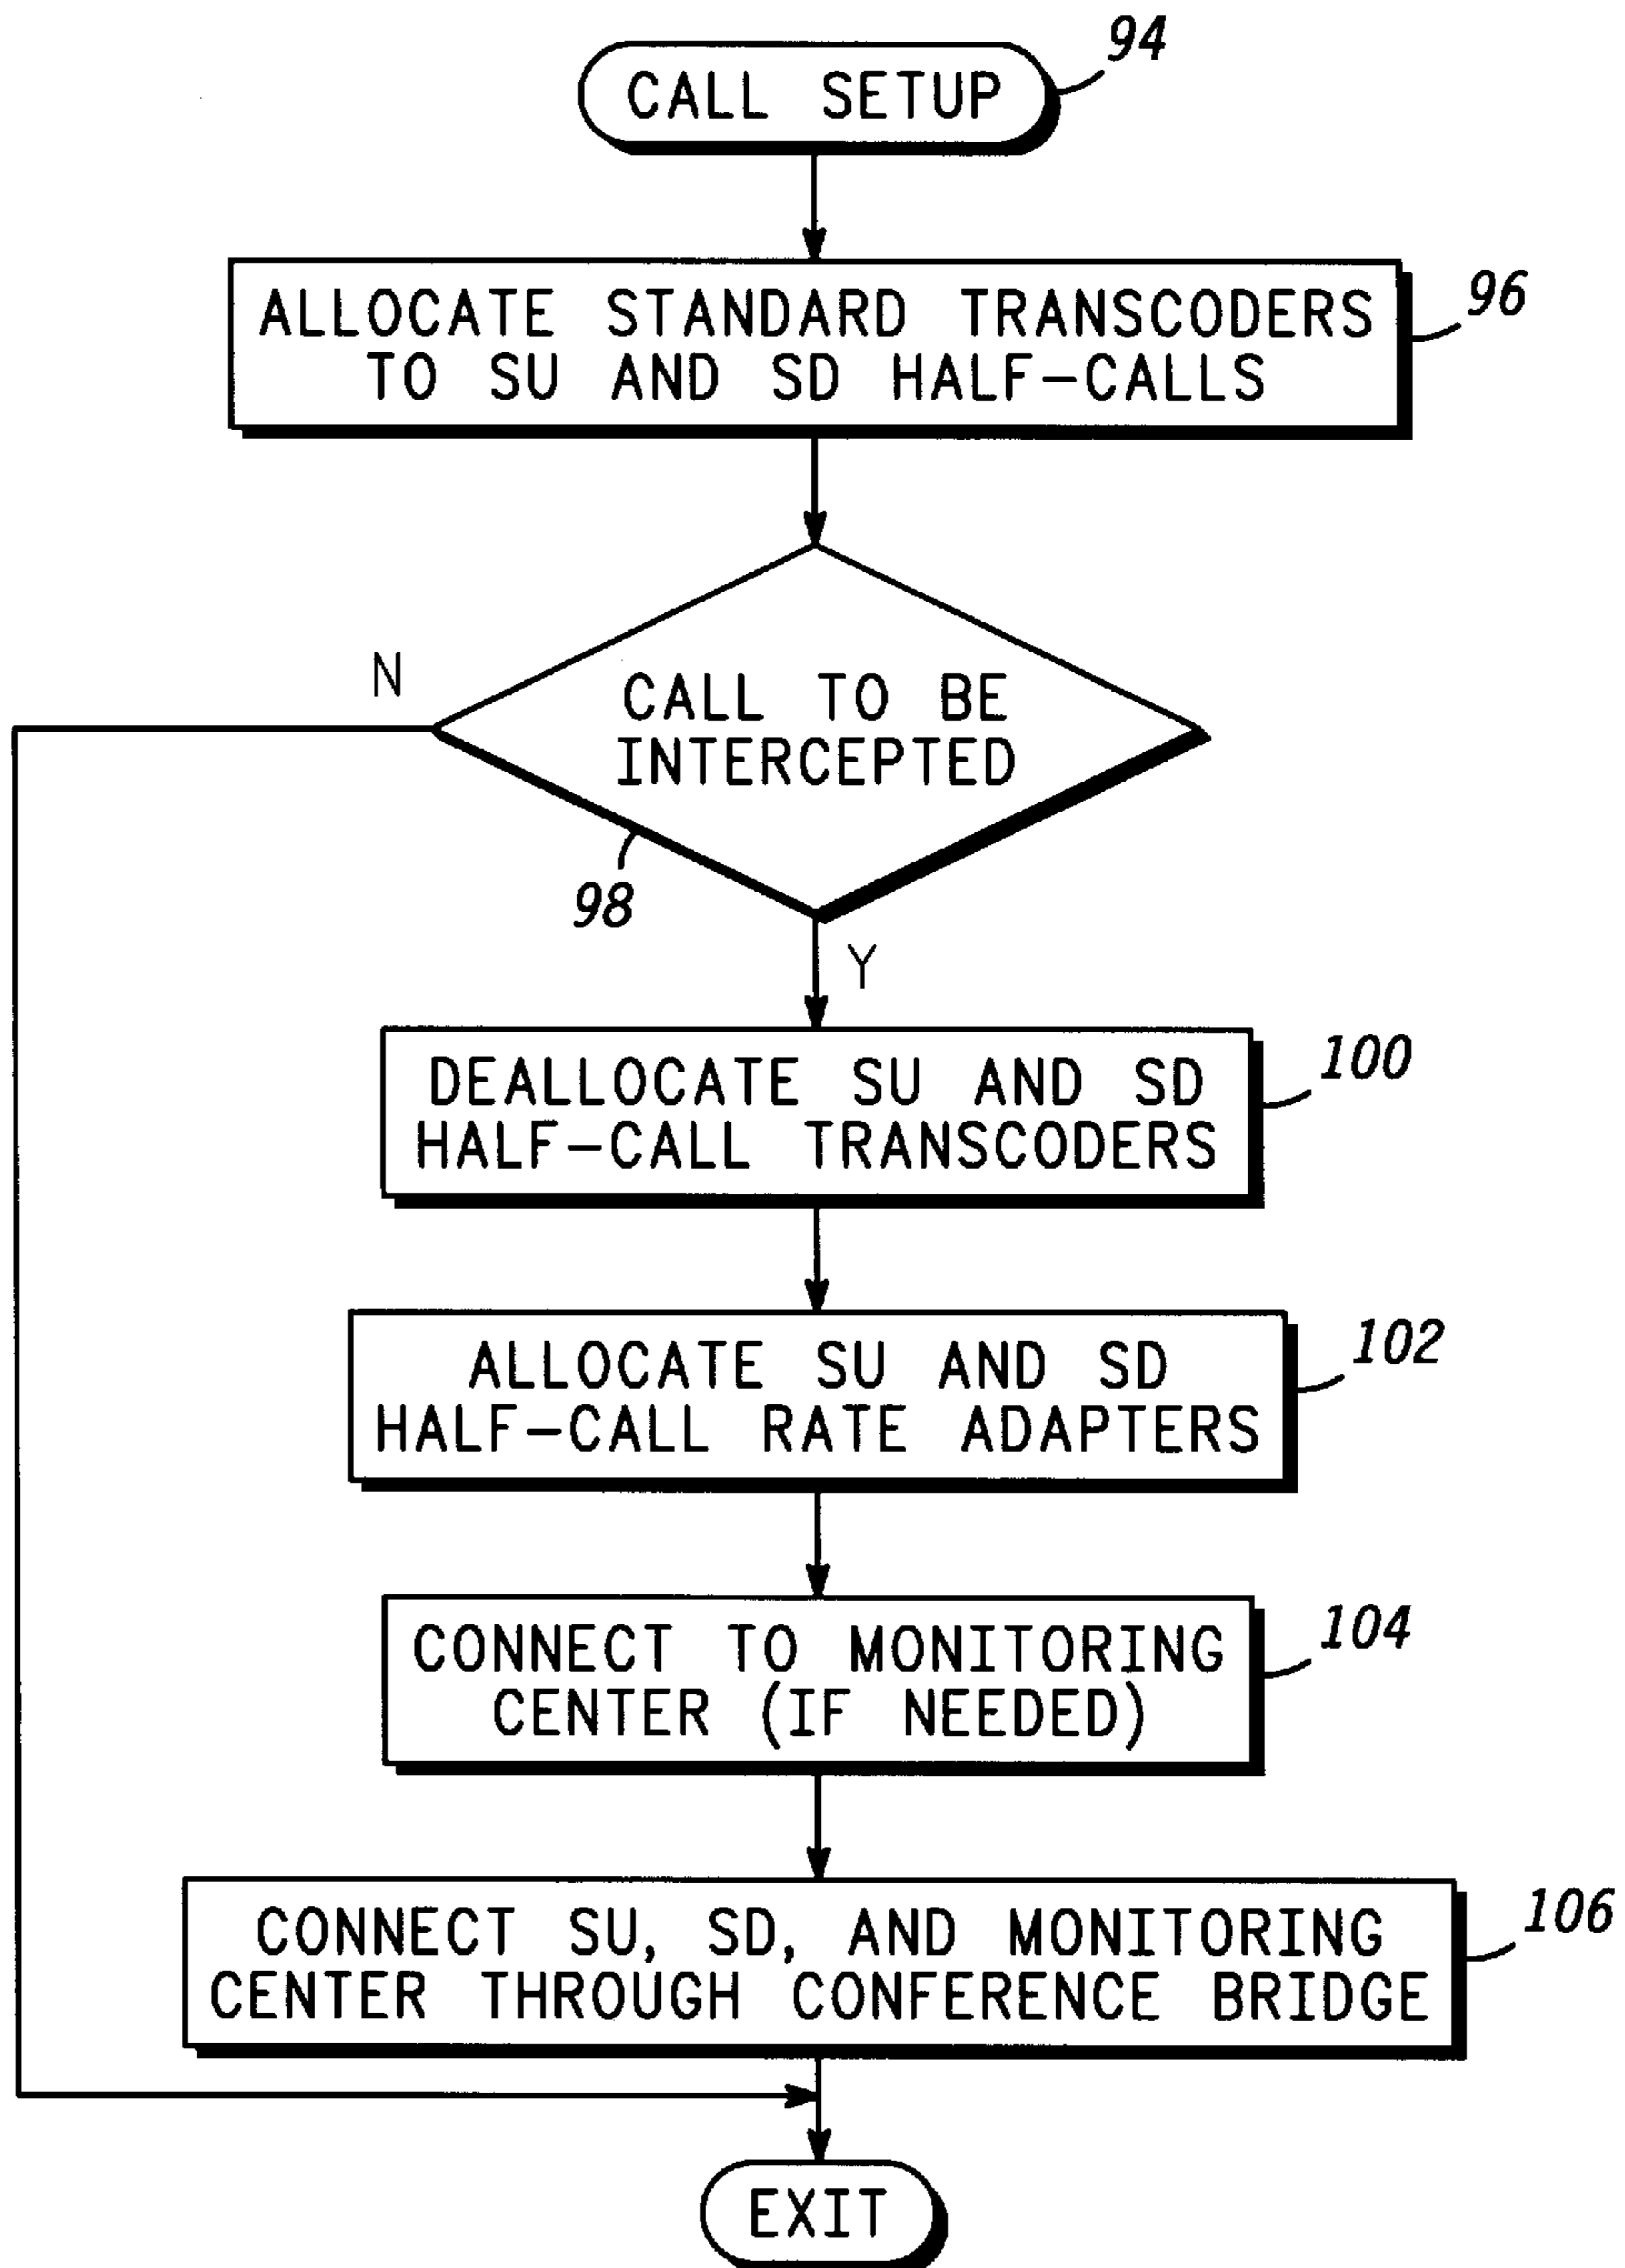 94
CALL SETUP
96
ALLOCATE STANDARD TRANSCODERS
TO SU AND SD HALF-CALLS
N
CALL TO BE
INTERCEPTED
98
Y
100
DEALLOCATE SU AND SD
HALF-CALL TRANSCODERS
102
ALLOCATE SU AND SD
HALF-CALL RATE ADAPTERS
104
CONNECT TO MONITORING
CENTER (IF NEEDED)
106
CONNECT SU, SD, AND MONITORING
CENTER THROUGH CONFERENCE BRIDGE
EXIT